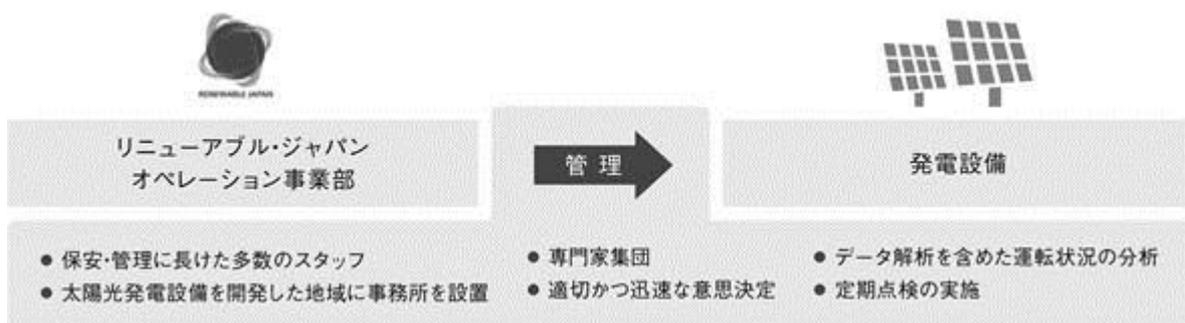 RENEWABLE JAPAN
リニューアブル・ジャパン
オペレーション事業部
管理
発電設備
● 保安・管理に長けた多数のスタッフ
● 太陽光発電設備を開発した地域に事務所を設置
● 専門家集団
● 適切かつ迅速な意思決定
● データ解析を含めた運転状況の分析
● 定期点検の実施